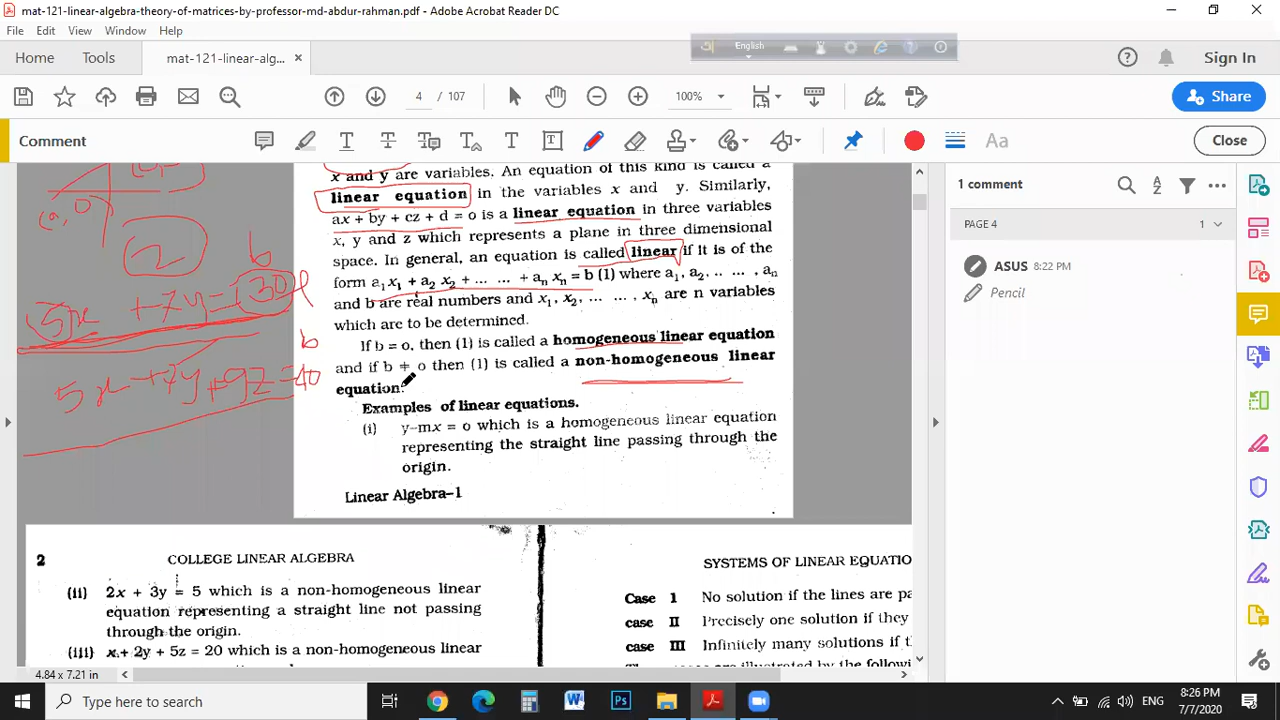 mat-121-linear-algebra-theory-of-matrices-by-professor-md-abdur-rahman.pdf - Adobe Acrobat Reader DC
File Edit View Window Help
English
Home Tools mat-121-linear-alg... Sign In
4 / 107 100% Share
Comment Aa Close
x and y are variables. An equation of this kind is called a
linear equation in the variables x and y. Similarly,
ax + by + cz + d = o is a linear equation in three variables
x, y and z which represents a plane in three dimensional
space. In general, an equation is called linear if it is of the
form a₁ x₁ + a₂ x₂ + ... ... + aₙ xₙ = b (1) where a₁, a₂, .. ..., aₙ
and b are real numbers and x₁, x₂, ... ..., xₙ are n variables
which are to be determined.
If b = o, then (1) is called a homogeneous linear equation
and if b ≠ o then (1) is called a non-homogeneous linear
equation.
Examples of linear equations.
(i) y-mx = o which is a homogeneous linear equation
representing the straight line passing through the
origin.
Linear Algebra-1
(a, 0)
2
b
5x + 7y = 30
b
5x + 7y + 9z = 40
2 COLLEGE LINEAR ALGEBRA
(ii) 2x + 3y = 5 which is a non-homogeneous linear
equation representing a straight line not passing
through the origin.
(iii) x + 2y + 5z = 20 which is a non-homogeneous linear
SYSTEMS OF LINEAR EQUATIO
Case 1 No solution if the lines are pa
case II Precisely one solution if they
case III Infinitely many solutions if t
1 comment
PAGE 4 1
ASUS 8:22 PM
Pencil
4.84 x 7.21 in
Type here to search
ENG
8:26 PM
7/7/2020